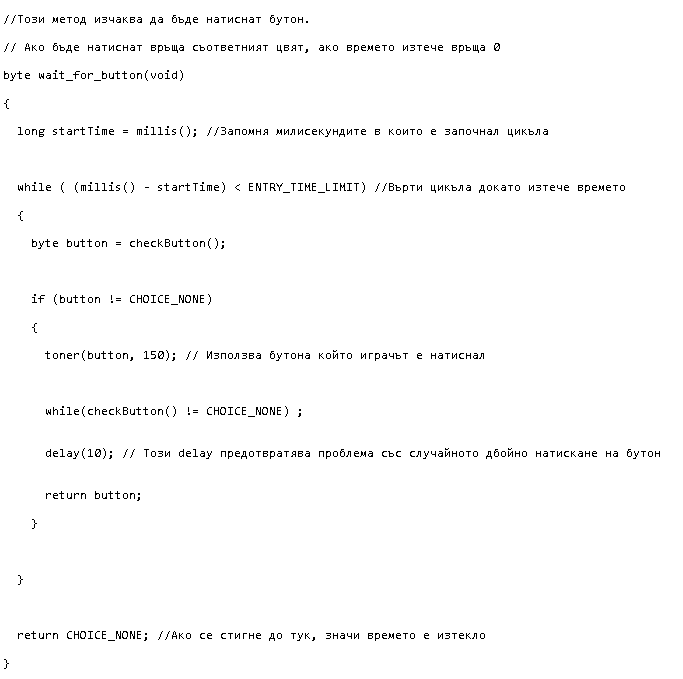 //Този метод изчаква да бъде натиснат бутон.
// Ако бъде натиснат връща съответният цвят, ако времето изтече връща 0
byte wait_for_button(void)
{
long startTime = millis(); //Запомня милисекундите в които е започнал цикъла
while ( (millis() - startTime) < ENTRY_TIME_LIMIT) //Върти цикъла докато изтече времето
{
byte button = checkButton();
if (button != CHOICE_NONE)
{
toner(button, 150); // Използва бутона който играчът е натиснал
while(checkButton() != CHOICE_NONE) ;
delay(10); // Този delay предотвратява проблема със случайното дбойно натискане на бутон
return button;
}
}
return CHOICE_NONE; //Ако се стигне до тук, значи времето е изтекло
}